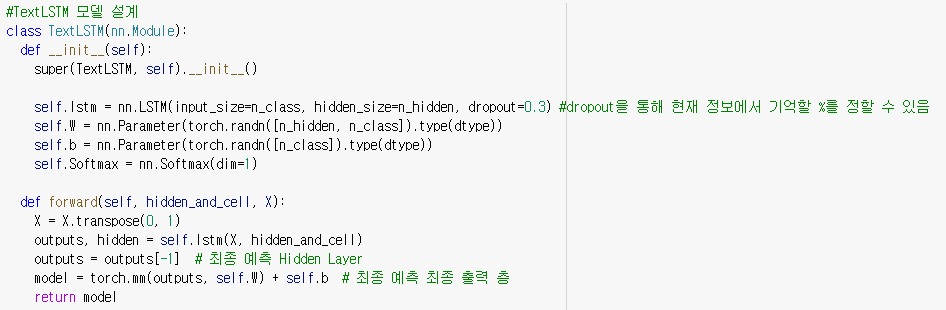 #TextLSTM 모델 설계
class TextLSTM(nn.Module):
  def __init__(self):
    super(TextLSTM, self).__init__()

    self.lstm = nn.LSTM(input_size=n_class, hidden_size=n_hidden, dropout=0.3) #dropout을 통해 현재 정보에서 기억할 %를 정할 수 있음
    self.W = nn.Parameter(torch.randn([n_hidden, n_class]).type(dtype))
    self.b = nn.Parameter(torch.randn([n_class]).type(dtype))
    self.Softmax = nn.Softmax(dim=1)

  def forward(self, hidden_and_cell, X):
    X = X.transpose(0, 1)
    outputs, hidden = self.lstm(X, hidden_and_cell)
    outputs = outputs[-1]  # 최종 예측 Hidden Layer
    model = torch.mm(outputs, self.W) + self.b  # 최종 예측 최종 출력 층
    return model